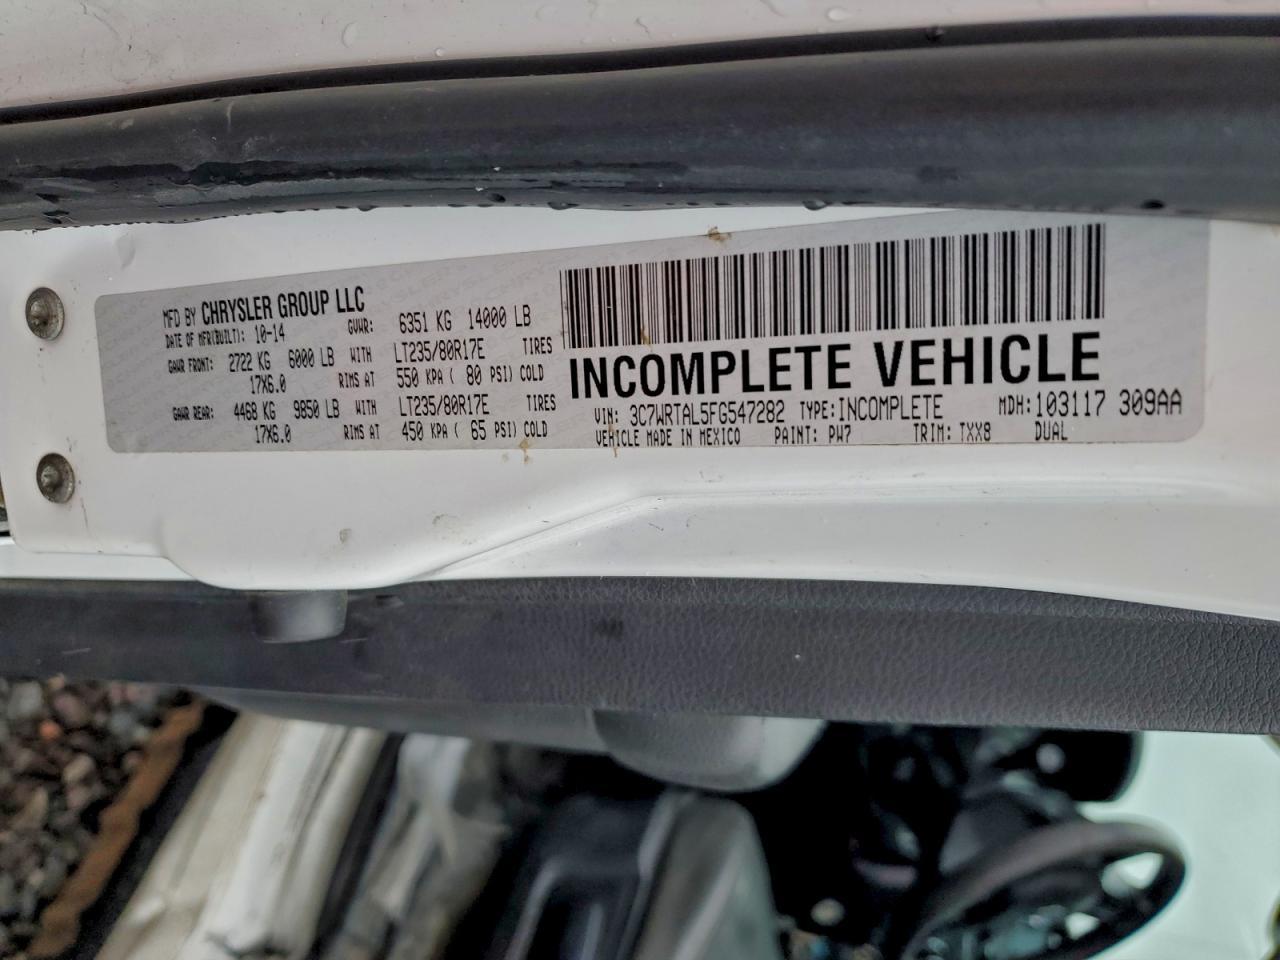 MFD BY CHRYSLER GROUP LLC
DATE OF MFR(BUILT): 10-14 GVWR: 6351 KG 14000 LB
GAWR FRONT: 2722 KG 6000 LB WITH LT235/80R17E TIRES
17X6.0 RIMS AT 550 KPA ( 80 PSI) COLD
GAWR REAR: 4468 KG 9850 LB WITH LT235/80R17E TIRES
17X6.0 RIMS AT 450 KPA ( 65 PSI) COLD
INCOMPLETE VEHICLE
VIN: 3C7WRTAL5FG547282 TYPE: INCOMPLETE MDH: 103117 309AA
VEHICLE MADE IN MEXICO PAINT: PW7 TRIM: TXX8 DUAL